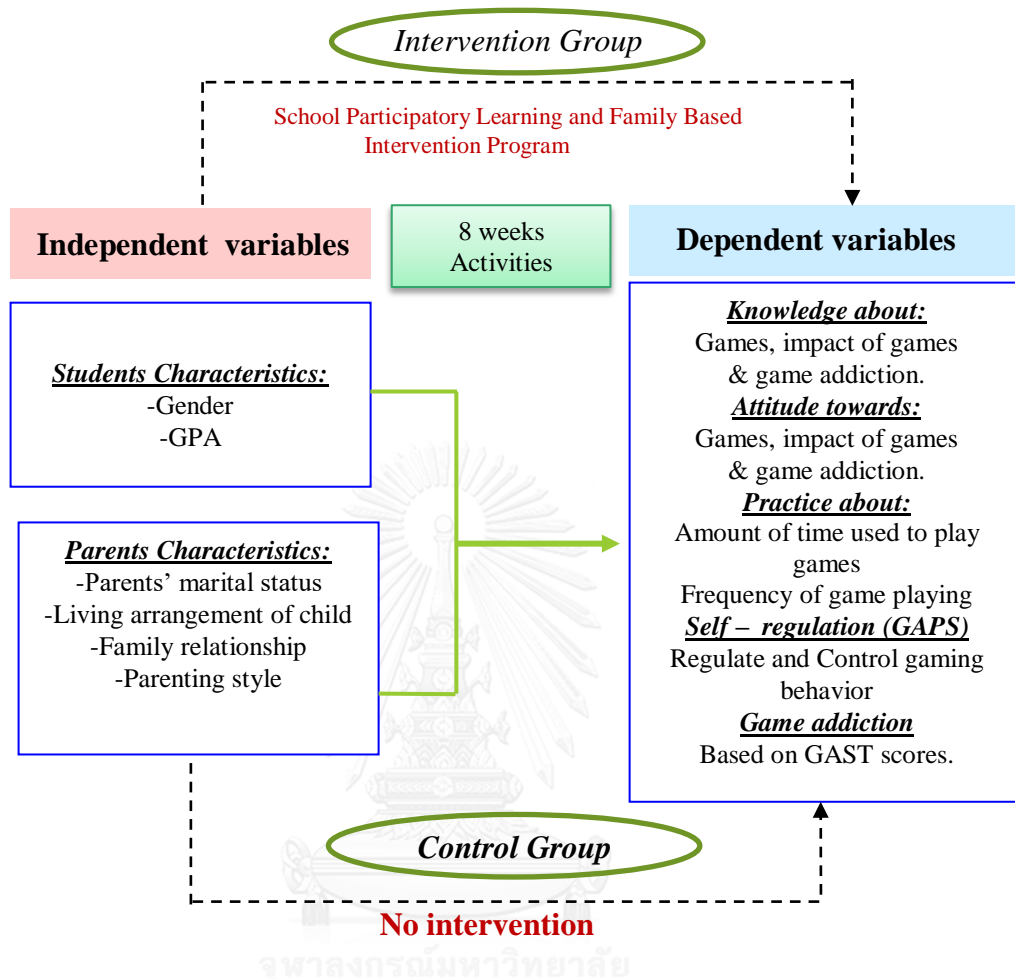 Intervention Group
School Participatory Learning and Family Based
Intervention Program
Independent variables
8 weeks
Activities
Dependent variables
Students Characteristics:
-Gender
-GPA
Parents Characteristics:
-Parents’ marital status
-Living arrangement of child
-Family relationship
-Parenting style
Knowledge about:
Games, impact of games
& game addiction.
Attitude towards:
Games, impact of games
& game addiction.
Practice about:
Amount of time used to play
games
Frequency of game playing
Self – regulation (GAPS)
Regulate and Control gaming
behavior
Game addiction
Based on GAST scores.
Control Group
No intervention
จุฬาลงกรณ์มหาวิทยาลัย